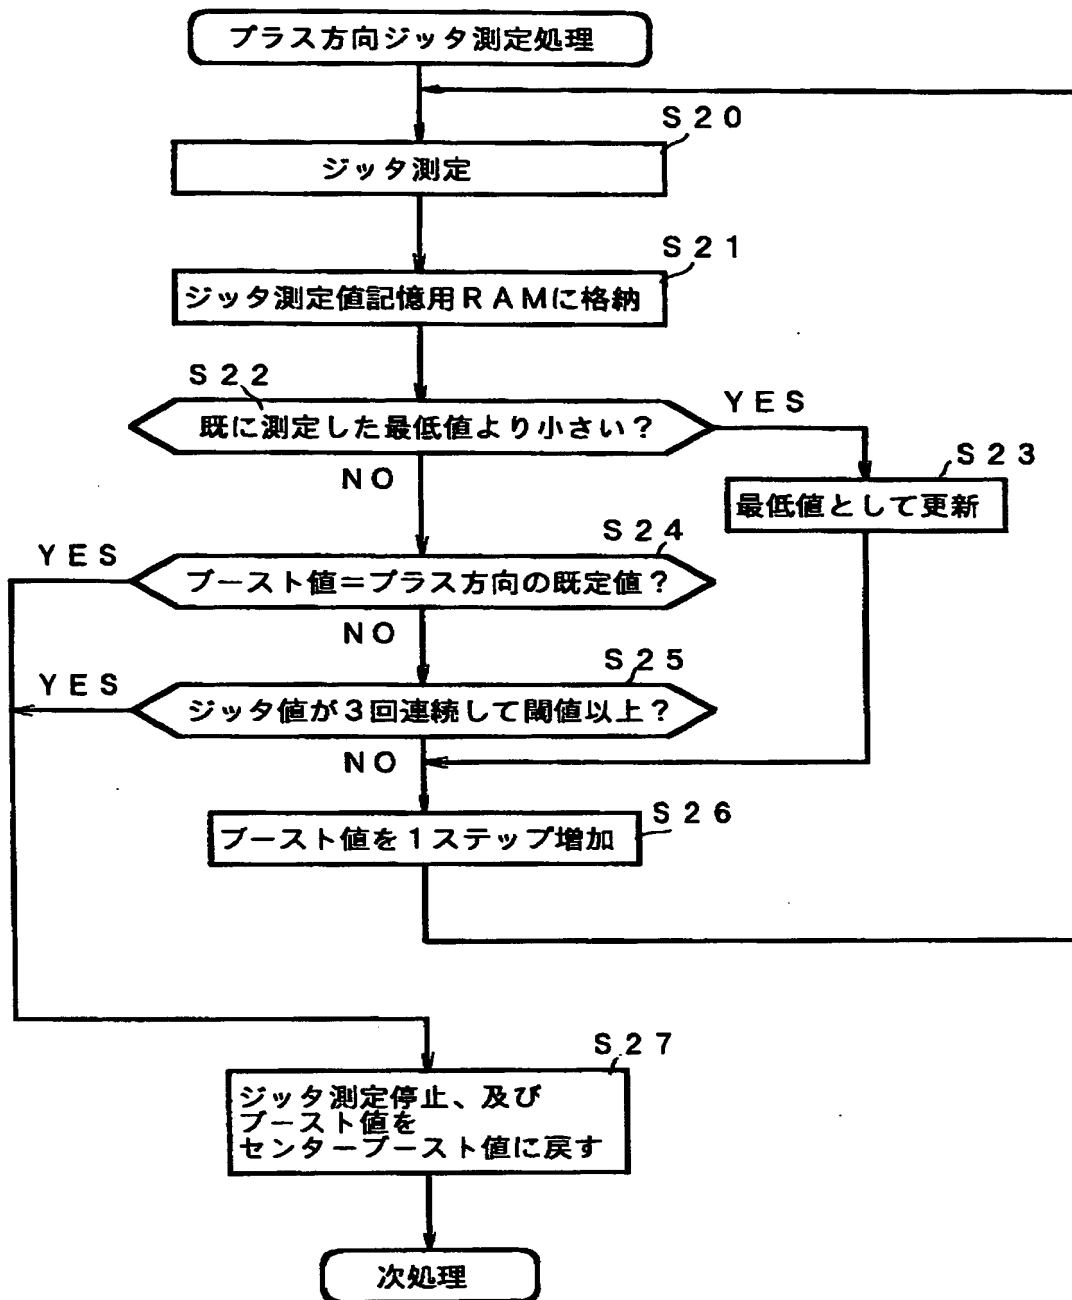 プラス方向ジッタ測定処理
S20
ジッタ測定
S21
ジッタ測定値記憶用RAMに格納
S22
既に測定した最低値より小さい？
YES
NO
S23
最低値として更新
S24
YES
ブースト値＝プラス方向の既定値？
NO
S25
YES
ジッタ値が3回連続して閾値以上？
NO
S26
ブースト値を1ステップ増加
S27
ジッタ測定停止、及び
ブースト値を
センターブースト値に戻す
次処理